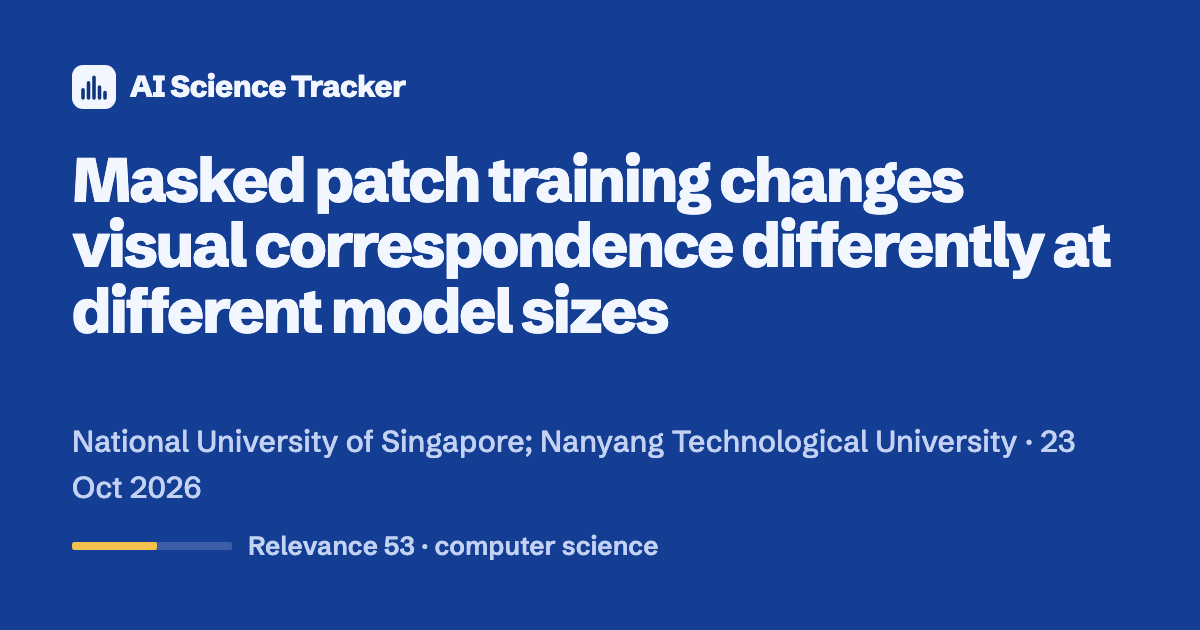 AI Science Tracker
Masked patch training changes
visual correspondence differently at
different model sizes
National University of Singapore; Nanyang Technological University · 23
Oct 2026
Relevance 53 · computer science